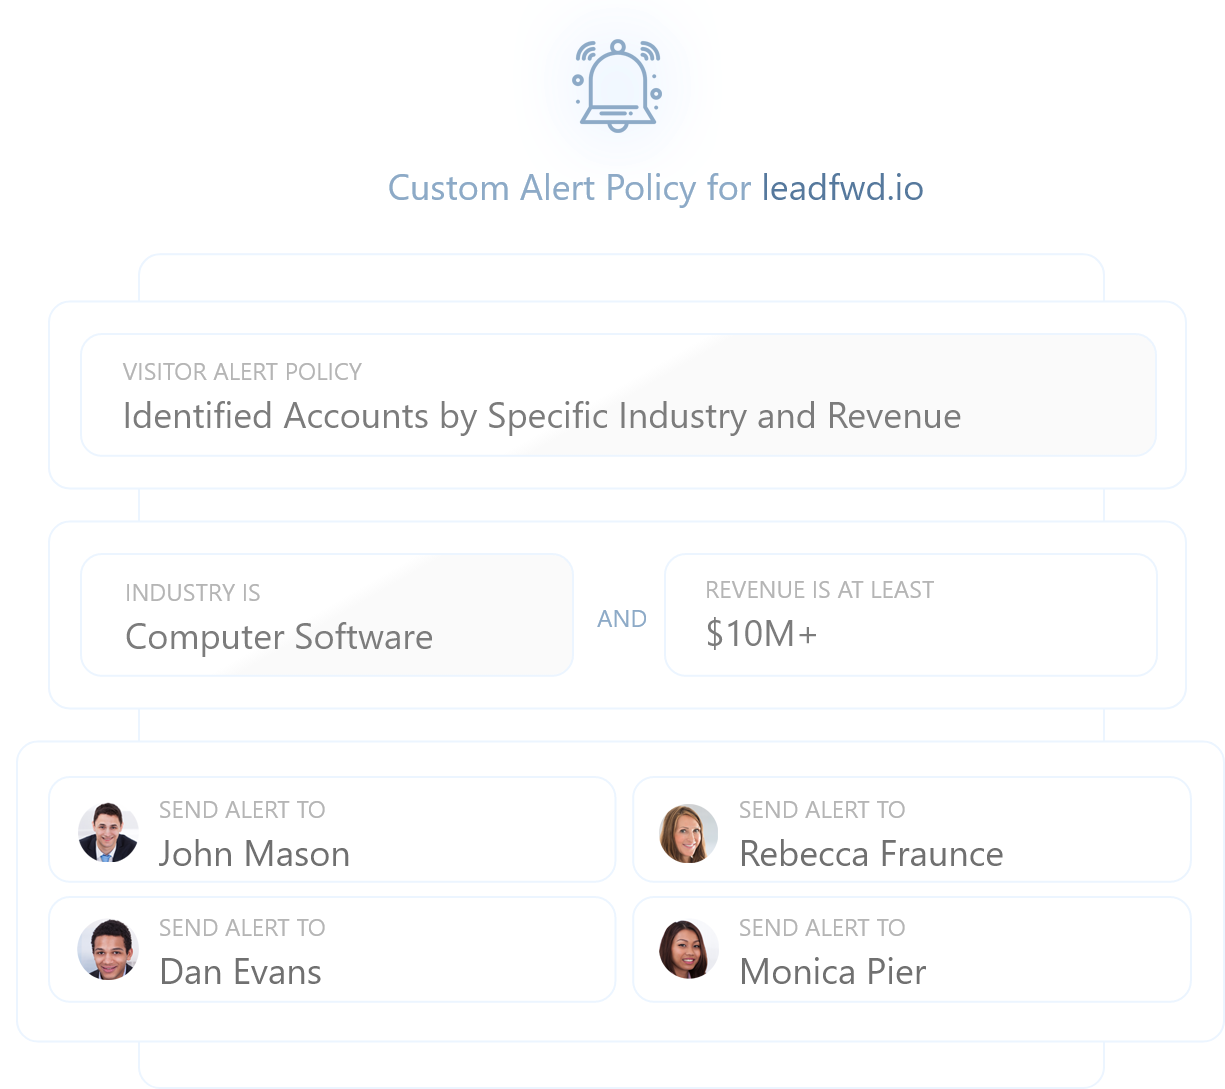 Custom Alert Policy for leadfwd.io
VISITOR ALERT POLICY
Identified Accounts by Specific Industry and Revenue
INDUSTRY IS
Computer Software
AND
REVENUE IS AT LEAST
$10M+
SEND ALERT TO
John Mason
SEND ALERT TO
Rebecca Fraunce
SEND ALERT TO
Dan Evans
SEND ALERT TO
Monica Pier